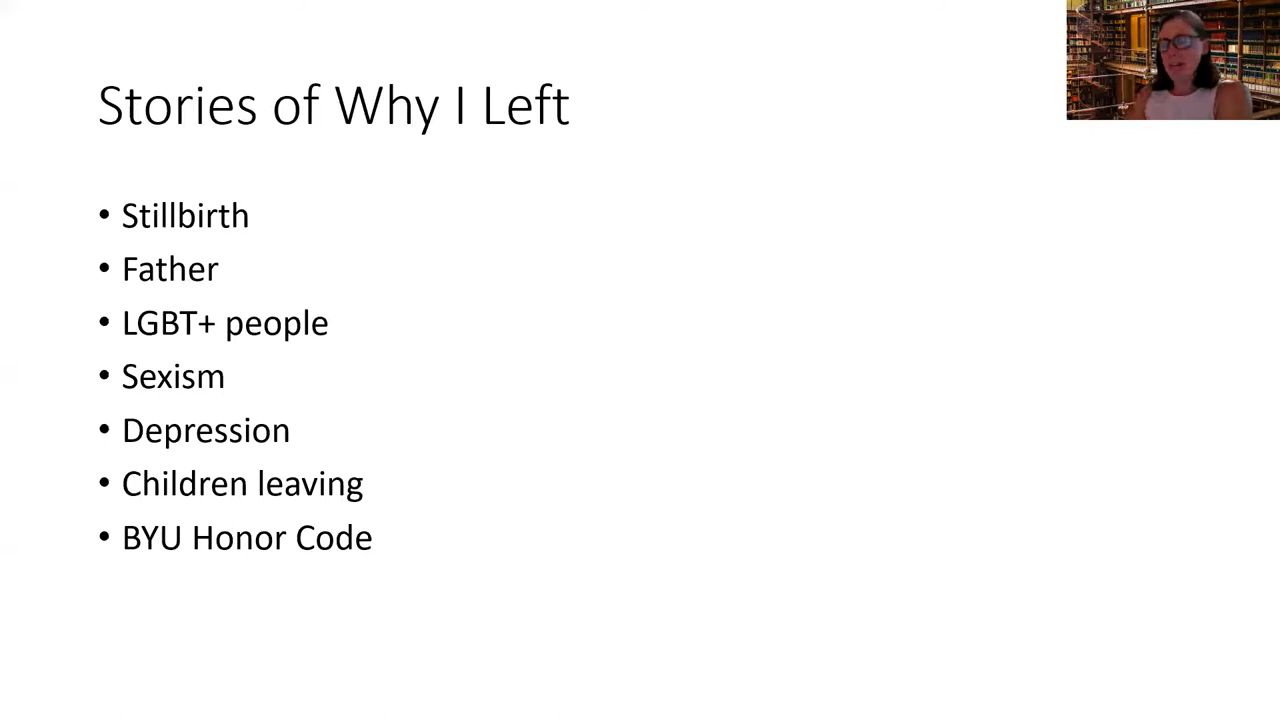 Stories of Why I Left
• Stillbirth
• Father
• LGBT+ people
• Sexism
• Depression
• Children leaving
• BYU Honor Code